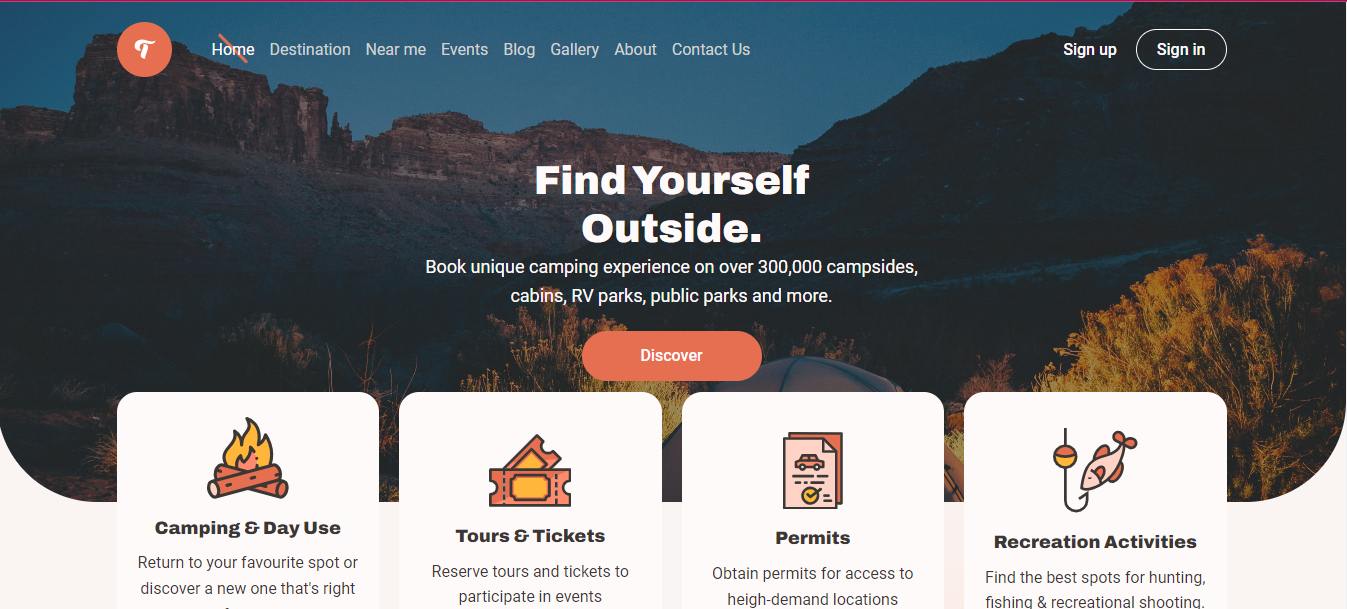 T Home Destination Near me Events Blog Gallery About Contact Us Sign up Sign in
Find Yourself
Outside.
Book unique camping experience on over 300,000 campsides,
cabins, RV parks, public parks and more.
Discover
Camping & Day Use
Return to your favourite spot or
discover a new one that's right
Tours & Tickets
Reserve tours and tickets to
participate in events
Permits
Obtain permits for access to
heigh-demand locations
Recreation Activities
Find the best spots for hunting,
fishing & recreational shooting.